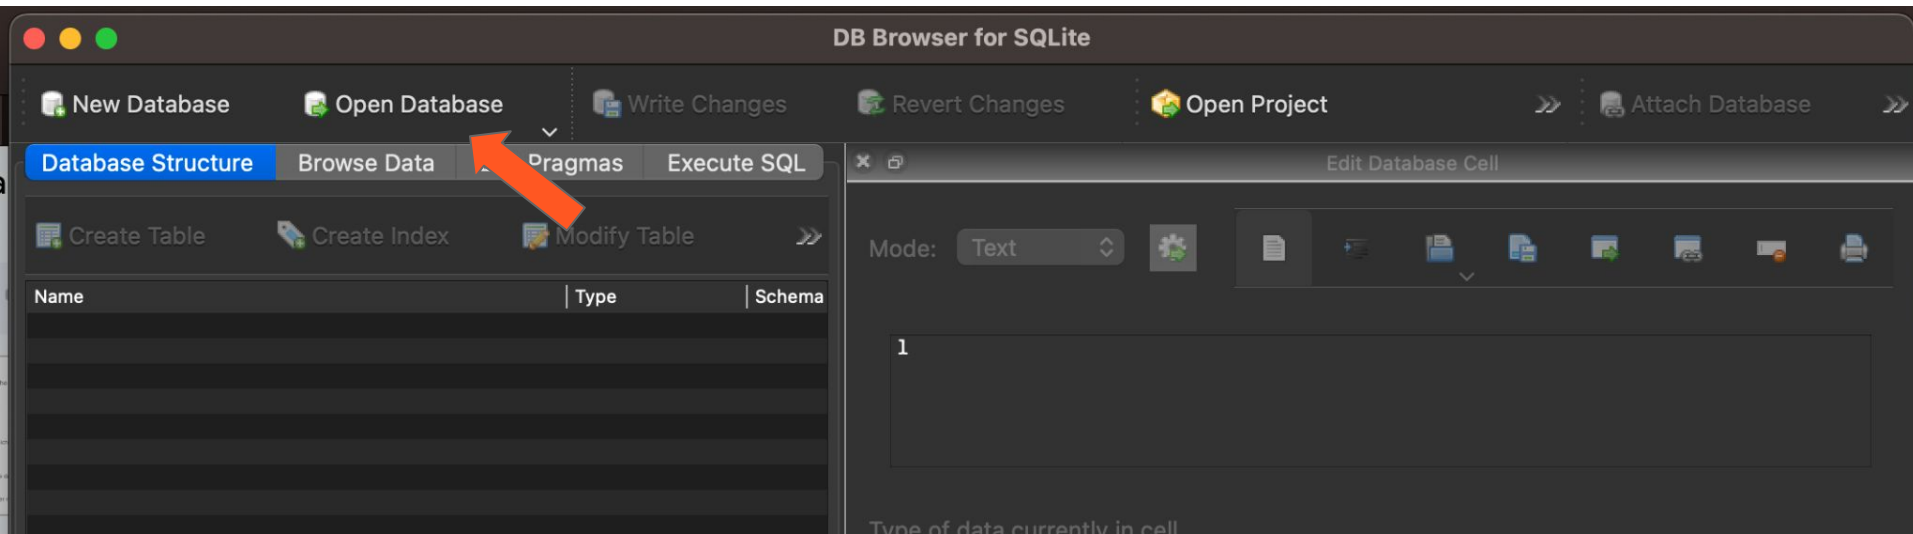 DB Browser for SQLite
New Database Open Database Write Changes Revert Changes Open Project Attach Database
Database Structure Browse Data Pragmas Execute SQL
Edit Database Cell
Create Table Create Index Modify Table
Mode: Text
Name Type Schema
1
Type of data currently in cell